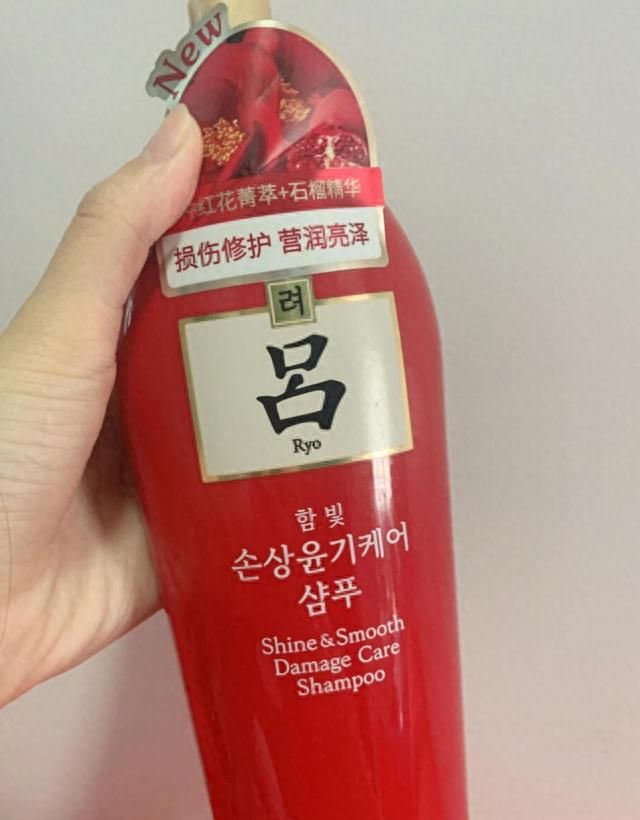 New
红花菁萃+石榴精华
损伤修护 营润亮泽
려
呂
Ryo
함빛
손상윤기케어
샴푸
Shine & Smooth
Damage Care
Shampoo